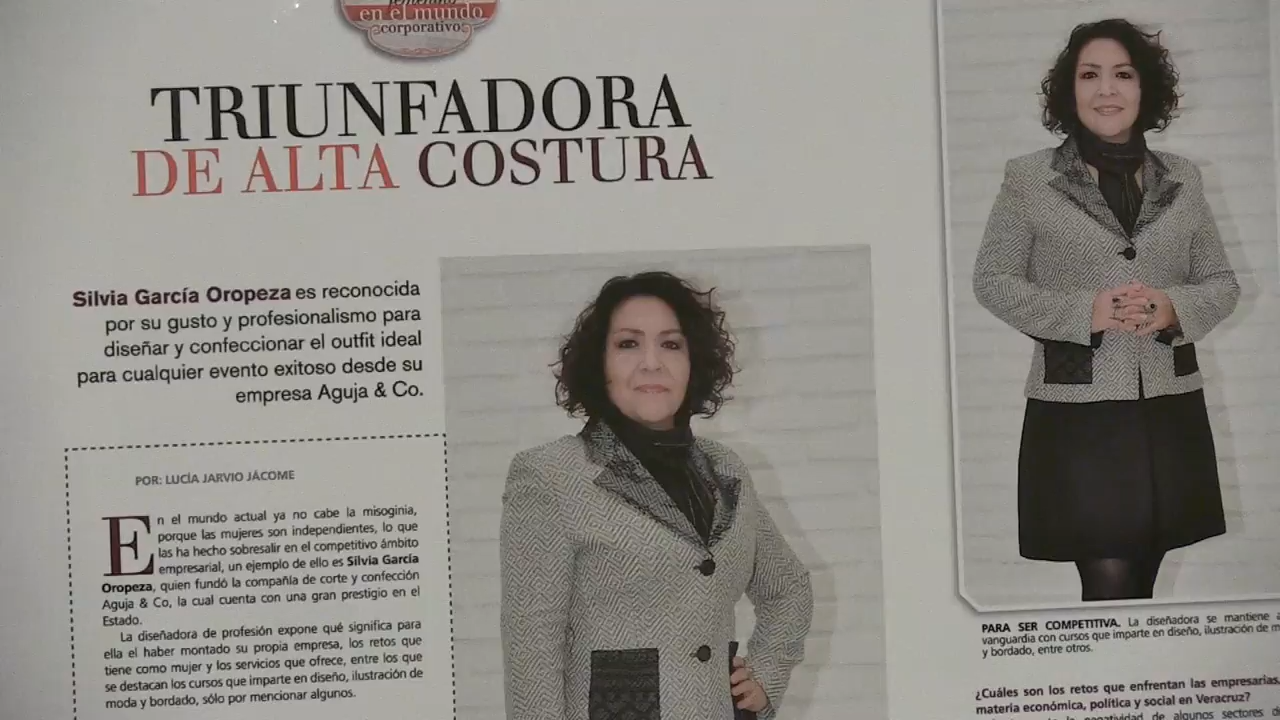 en el mundo
corporativo
TRIUNFADORA
DE ALTA COSTURA
Silvia García Oropeza es reconocida
por su gusto y profesionalismo para
diseñar y confeccionar el outfit ideal
para cualquier evento exitoso desde su
empresa Aguja & Co.
POR: LUCÍA JARVIO JÁCOME
En el mundo actual ya no cabe la misoginia,
porque las mujeres son independientes, lo que
las ha hecho sobresalir en el competitivo ámbito
empresarial, un ejemplo de ello es Silvia García
Oropeza, quien fundó la compañía de corte y confección
Aguja & Co, la cual cuenta con una gran prestigio en el
Estado.
La diseñadora de profesión expone qué significa para
ella el haber montado su propia empresa, los retos que
tiene como mujer y los servicios que ofrece, entre los que
se destacan los cursos que imparte en diseño, ilustración de
moda y bordado, sólo por mencionar algunos.
PARA SER COMPETITIVA. La diseñadora se mantiene
vanguardia con cursos que imparte en diseño, ilustración de
y bordado, entre otros.
¿Cuáles son los retos que enfrentan las empresarias
materia económica, política y social en Veracruz?
la negatividad de algunos sectores